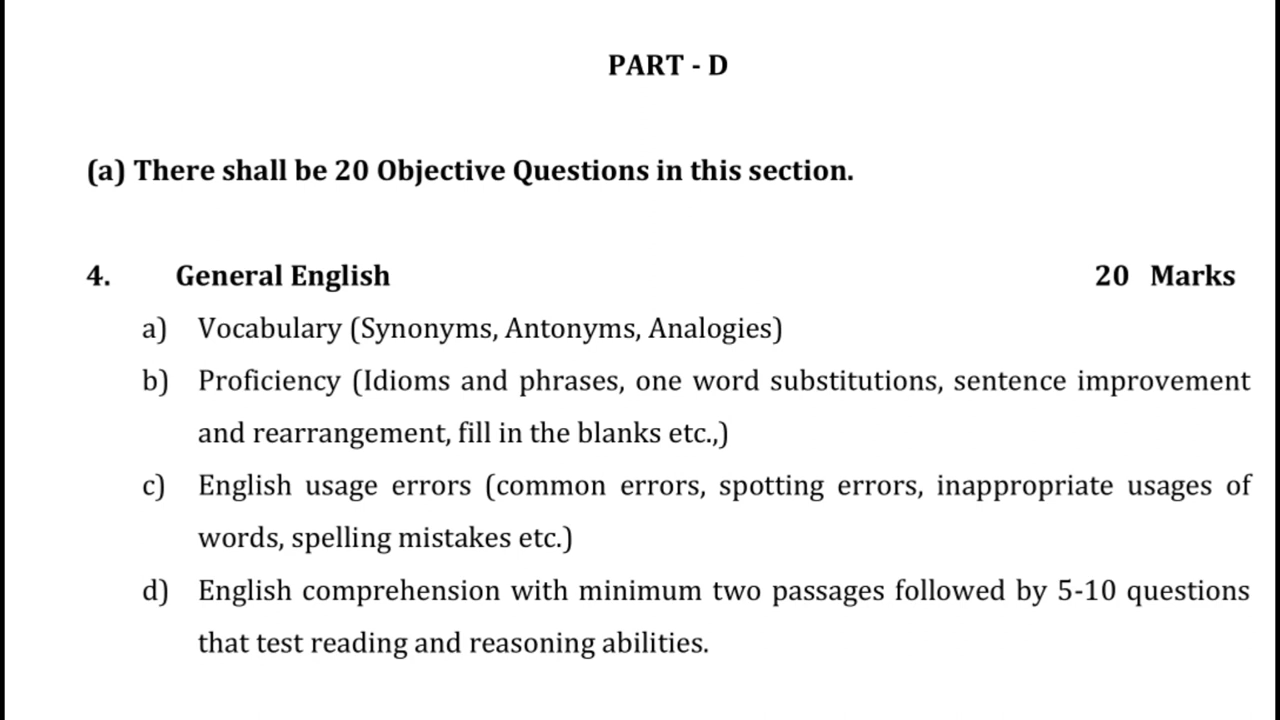 PART - D
(a) There shall be 20 Objective Questions in this section.
4. General English 20 Marks
a) Vocabulary (Synonyms, Antonyms, Analogies)
b) Proficiency (Idioms and phrases, one word substitutions, sentence improvement
and rearrangement, fill in the blanks etc.,)
c) English usage errors (common errors, spotting errors, inappropriate usages of
words, spelling mistakes etc.)
d) English comprehension with minimum two passages followed by 5-10 questions
that test reading and reasoning abilities.